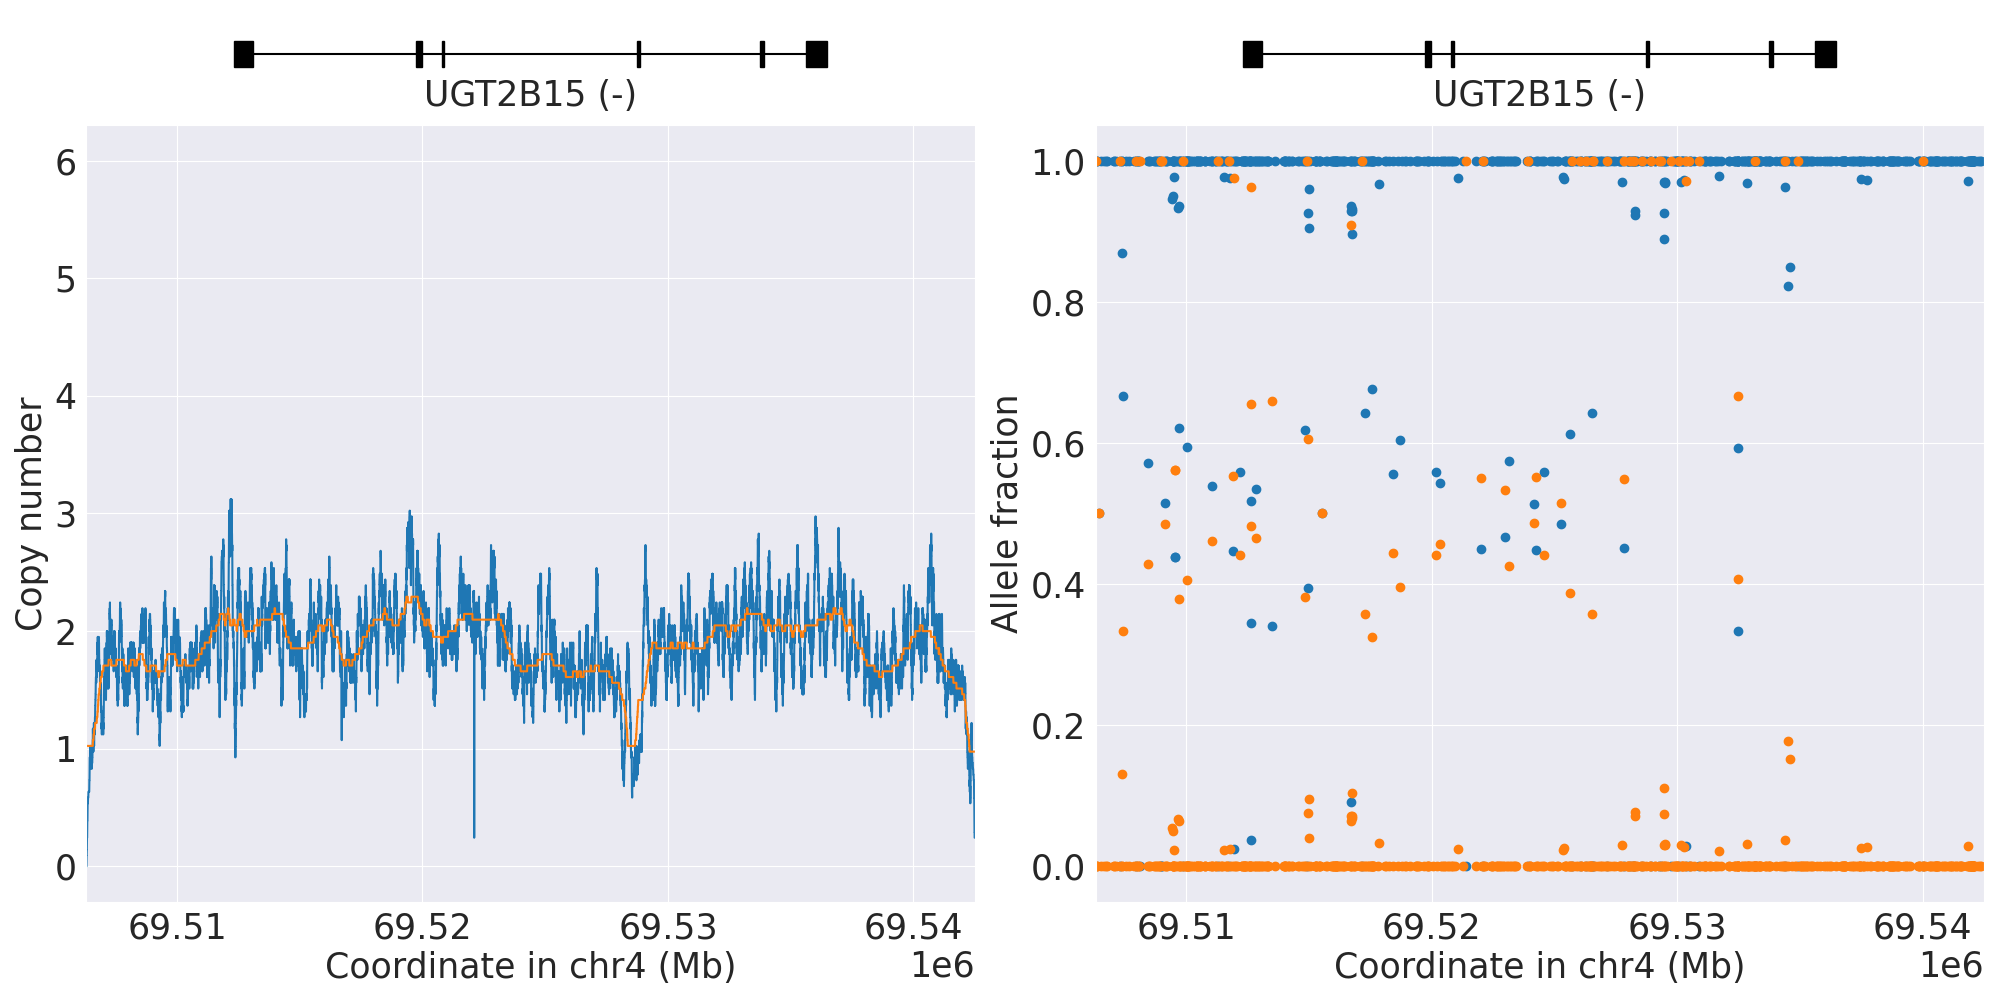 UGT2B15 (-)
6
5
4
3
2
1
0
Copy number
69.51 69.52 69.53 69.54
Coordinate in chr4 (Mb)
1e6
UGT2B15 (-)
1.0
0.8
0.6
0.4
0.2
0.0
Allele fraction
69.51 69.52 69.53 69.54
Coordinate in chr4 (Mb)
1e6